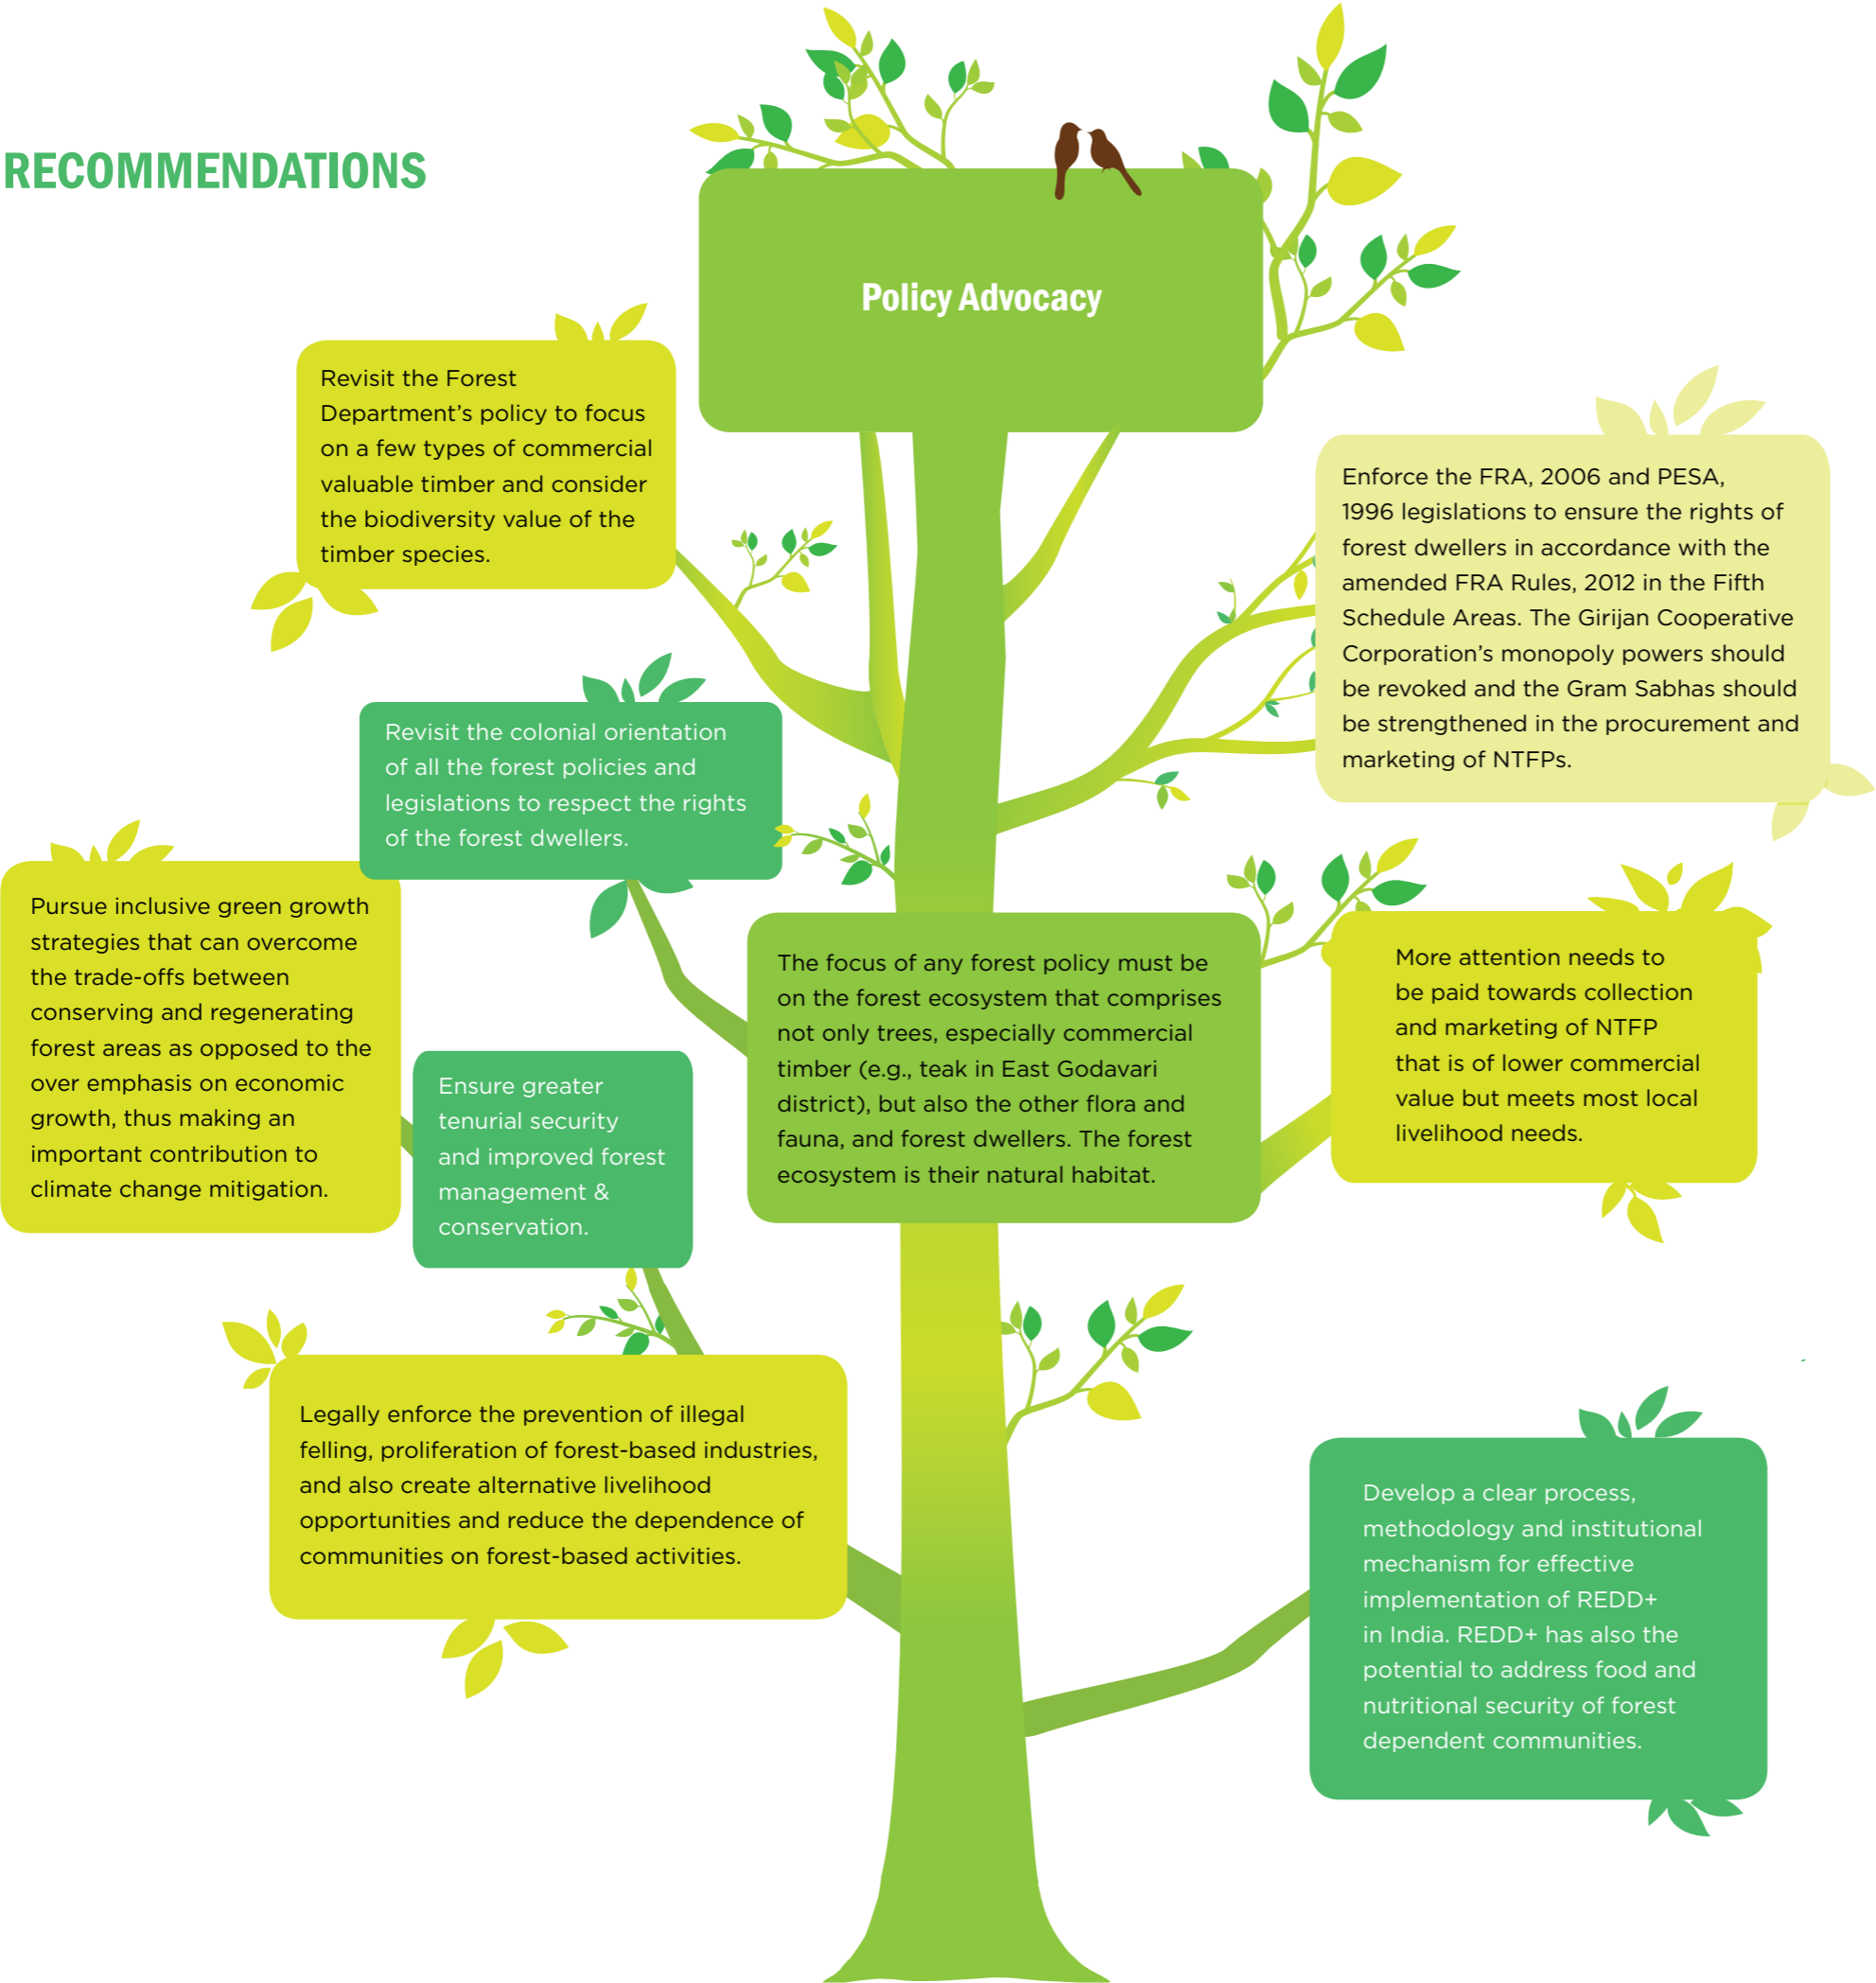 RECOMMENDATIONS
Policy Advocacy
Revisit the Forest
Department’s policy to focus
on a few types of commercial
valuable timber and consider
the biodiversity value of the
timber species.
Enforce the FRA, 2006 and PESA,
1996 legislations to ensure the rights of
forest dwellers in accordance with the
amended FRA Rules, 2012 in the Fifth
Schedule Areas. The Girijan Cooperative
Corporation’s monopoly powers should
be revoked and the Gram Sabhas should
be strengthened in the procurement and
marketing of NTFPs.
Revisit the colonial orientation
of all the forest policies and
legislations to respect the rights
of the forest dwellers.
Pursue inclusive green growth
strategies that can overcome
the trade-offs between
conserving and regenerating
forest areas as opposed to the
over emphasis on economic
growth, thus making an
important contribution to
climate change mitigation.
Ensure greater
tenurial security
and improved forest
management &
conservation.
The focus of any forest policy must be
on the forest ecosystem that comprises
not only trees, especially commercial
timber (e.g., teak in East Godavari
district), but also the other flora and
fauna, and forest dwellers. The forest
ecosystem is their natural habitat.
More attention needs to
be paid towards collection
and marketing of NTFP
that is of lower commercial
value but meets most local
livelihood needs.
Legally enforce the prevention of illegal
felling, proliferation of forest-based industries,
and also create alternative livelihood
opportunities and reduce the dependence of
communities on forest-based activities.
Develop a clear process,
methodology and institutional
mechanism for effective
implementation of REDD+
in India. REDD+ has also the
potential to address food and
nutritional security of forest
dependent communities.